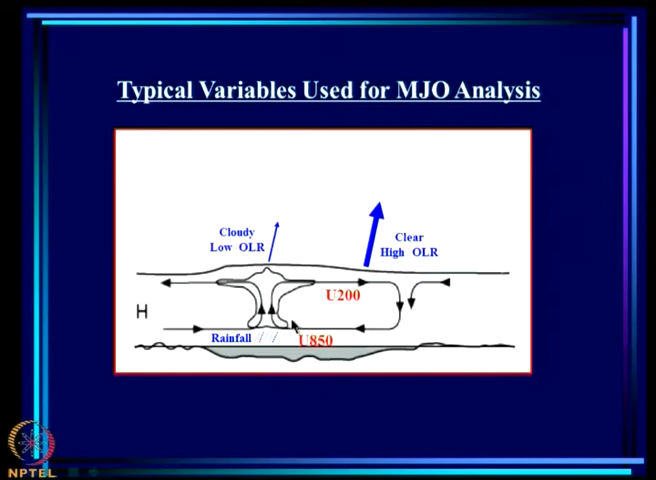 Typical Variables Used for MJO Analysis
Cloudy
Low OLR
Clear
High OLR
U200
H
Rainfall
U850
NPTEL